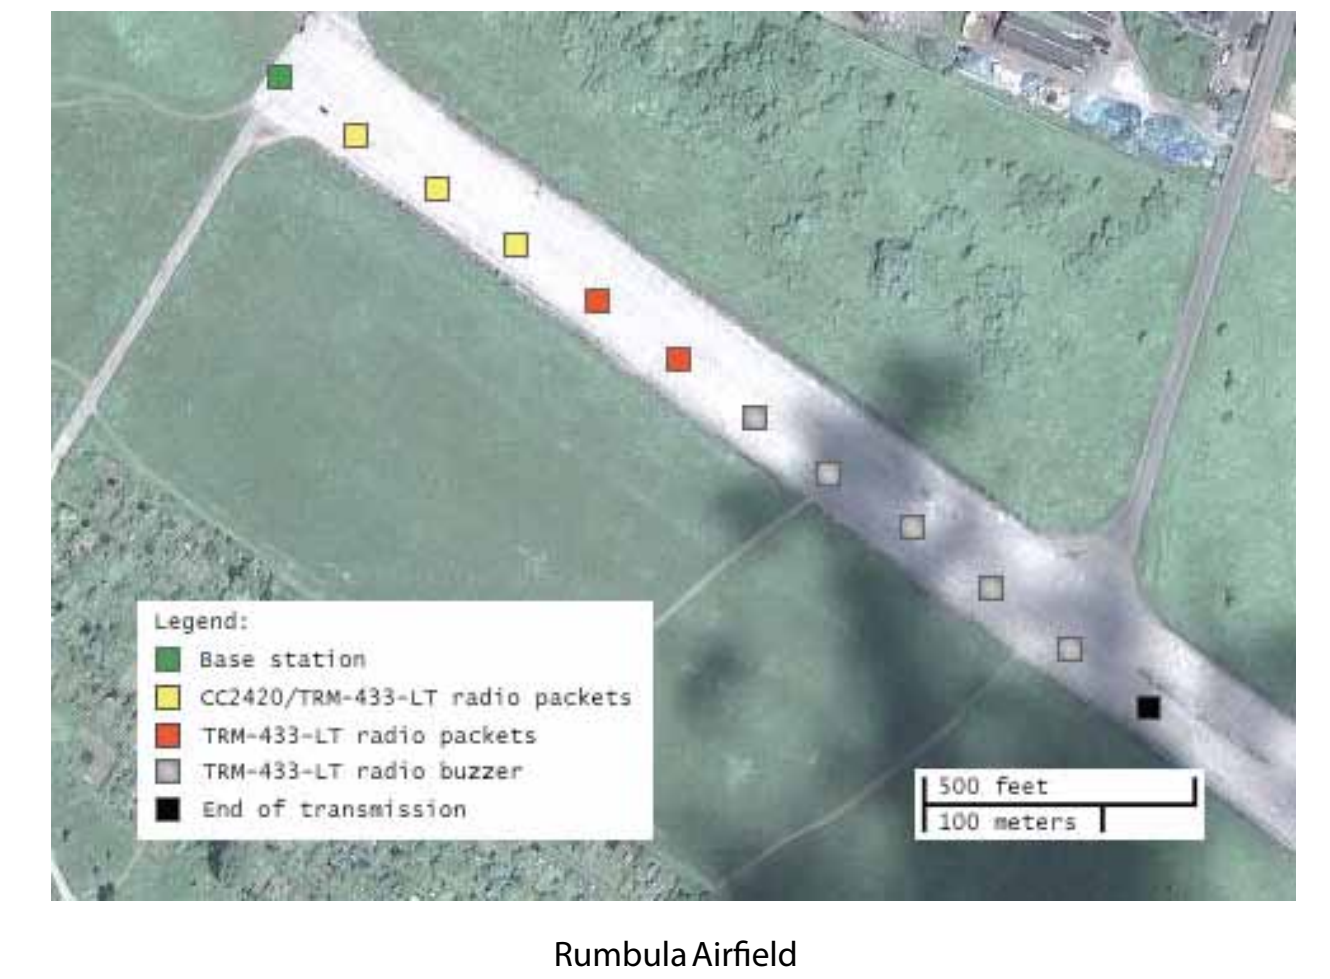 Legend:
Base station
CC2420/TRM-433-LT radio packets
TRM-433-LT radio packets
TRM-433-LT radio buzzer
End of transmission
500 feet
100 meters
Rumbula Airfield